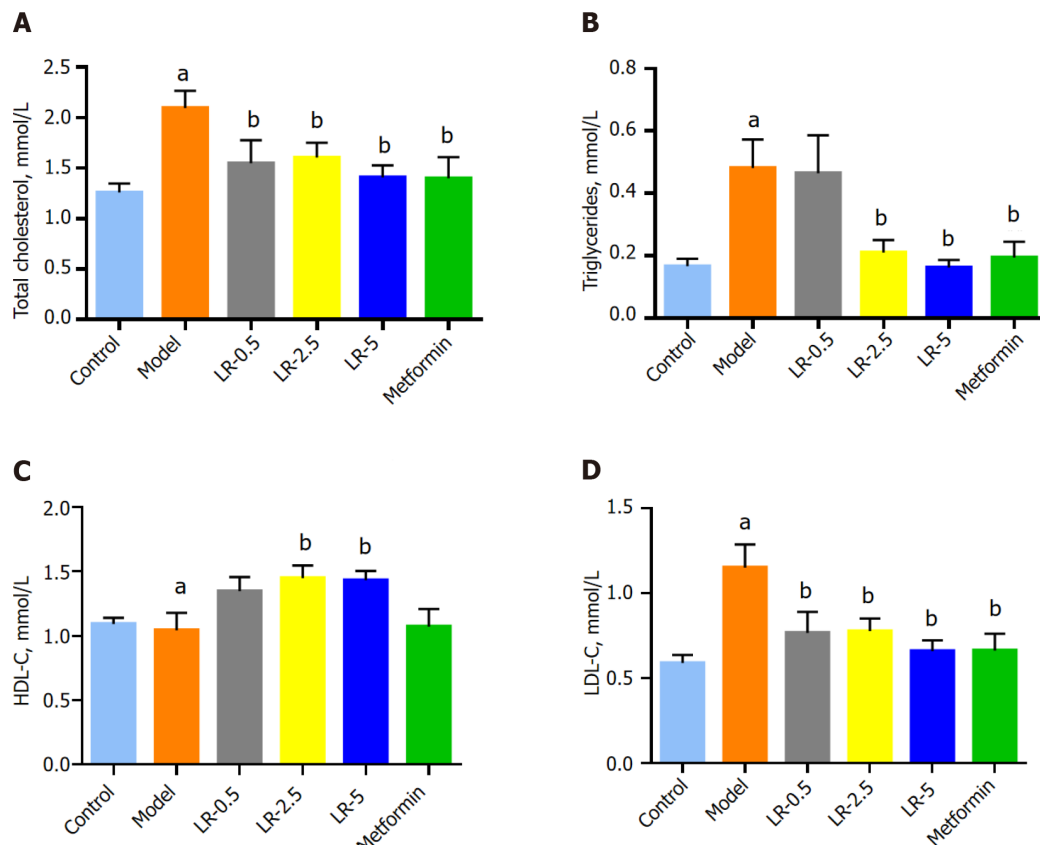 A
Total cholesterol, mmol/L
2.5
2.0
1.5
1.0
0.5
0.0
a
b
b
b
b
Control
Model
LR-0.5
LR-2.5
LR-5
Metformin
B
Triglycerides, mmol/L
0.8
0.6
0.4
0.2
0.0
a
b
b
b
Control
Model
LR-0.5
LR-2.5
LR-5
Metformin
C
HDL-C, mmol/L
2.0
1.5
1.0
0.5
0.0
a
b
b
Control
Model
LR-0.5
LR-2.5
LR-5
Metformin
D
LDL-C, mmol/L
1.5
1.0
0.5
0.0
a
b
b
b
b
Control
Model
LR-0.5
LR-2.5
LR-5
Metformin